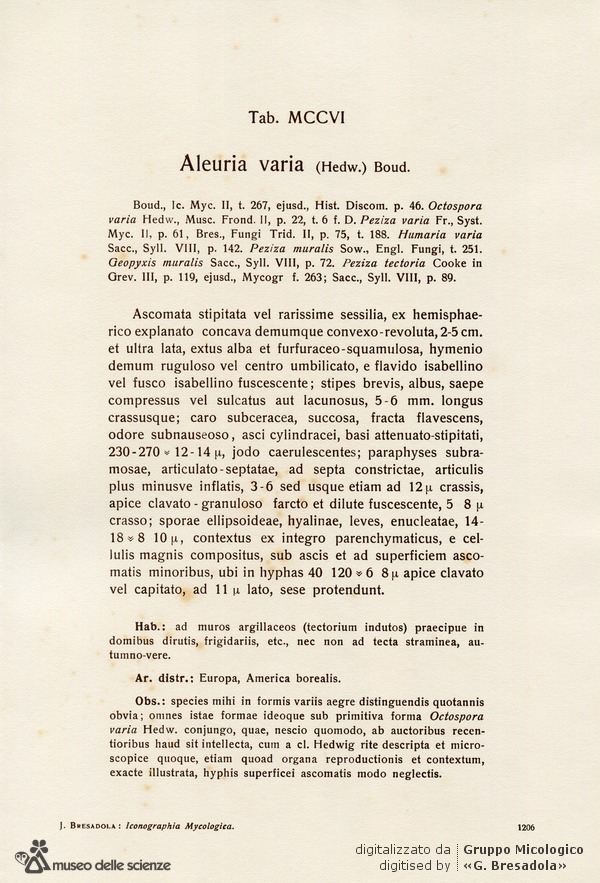 Tab. MCCVI
Aleuria varia (Hedw.) Boud.
Boud., Ic. Myc. II, t. 267, ejusd., Hist. Discom. p. 46. Octospora
varia Hedw., Musc. Frond. II, p. 22, t. 6 f. D. Peziza varia Fr., Syst.
Myc. II, p. 61, Bres., Fungi Trid. II, p. 75, t. 188. Humaria varia
Sacc., Syll. VIII, p. 142. Peziza muralis Sow., Engl. Fungi, t. 251.
Geopyxis muralis Sacc., Syll. VIII, p. 72. Peziza tectoria Cooke in
Grev. III, p. 119, ejusd., Mycogr f. 263; Sacc., Syll. VIII, p. 89.
Ascomata stipitata vel rarissime sessilia, ex hemisphae-
rico explanato concava demumque convexo-revoluta, 2-5 cm.
et ultra lata, extus alba et furfuraceo-squamulosa, hymenio
demum ruguloso vel centro umbilicato, e flavido isabellino
vel fusco isabellino fuscescente; stipes brevis, albus, saepe
compressus vel sulcatus aut lacunosus, 5-6 mm. longus
crassusque; caro subceracea, succosa, fracta flavescens,
odore subnauseoso, asci cylindracei, basi attenuato-stipitati,
230-270 × 12-14 µ, jodo caerulescentes; paraphyses subra-
mosae, articulato-septatae, ad septa constrictae, articulis
plus minusve inflatis, 3-6 sed usque etiam ad 12 µ crassis,
apice clavato-granuloso farcto et dilute fuscescente, 5 8 µ
crasso; sporae ellipsoideae, hyalinae, leves, enucleatae, 14-
18 × 8 10 µ, contextus ex integro parenchymaticus, e cel-
lulis magnis compositus, sub ascis et ad superficiem asco-
matis minoribus, ubi in hyphas 40 120 × 6 8 µ apice clavato
vel capitato, ad 11 µ lato, sese protendunt.
Hab.: ad muros argillaceos (tectorium indutos) praecipue in
domibus dirutis, frigidariis, etc., nec non ad tecta straminea, au-
tumno-vere.
Ar. distr.: Europa, America borealis.
Obs.: species mihi in formis variis aegre distinguendis quotannis
obvia; omnes istae formae ideoque sub primitiva forma Octospora
varia Hedw. conjungo, quae, nescio quomodo, ab auctoribus recen-
tioribus haud sit intellecta, cum a cl. Hedwig rite descripta et micro-
scopice quoque, etiam quoad organa reproductionis et contextum,
exacte illustrata, hyphis superficei ascomatis modo neglectis.
J. BRESADOLA: Iconographia Mycologica.
1206
museo delle scienze
digitalizzato da Gruppo Micologico
digitised by «G. Bresadola»